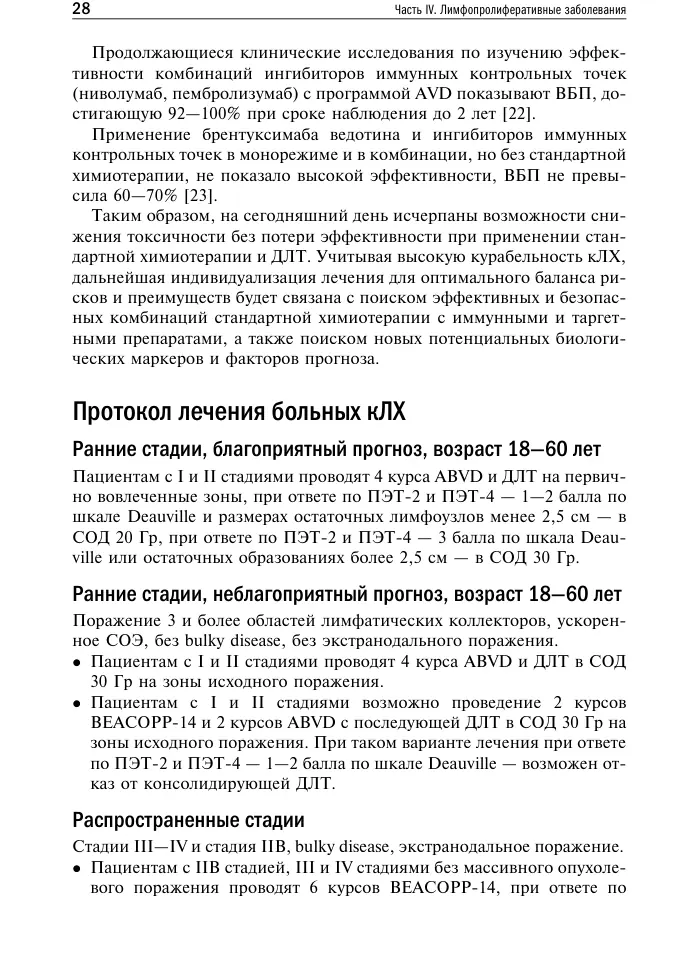 28
Часть IV. Лимфопролиферативные заболевания
Продолжающиеся клинические исследования по изучению эффек-
тивности комбинаций ингибиторов иммунных контрольных точек
(ниволумаб, пембролизумаб) с программой AVD показывают ВБП, до-
стигающую 92—100% при сроке наблюдения до 2 лет [22].
Применение брентуксимаба ведотина и ингибиторов иммунных
контрольных точек в монорежиме и в комбинации, но без стандартной
химиотерапии, не показало высокой эффективности, ВБП не превы-
сила 60—70% [23].
Таким образом, на сегодняшний день исчерпаны возможности сни-
жения токсичности без потери эффективности при применении стан-
дартной химиотерапии и ДЛТ. Учитывая высокую курабельность кЛХ,
дальнейшая индивидуализация лечения для оптимального баланса ри-
сков и преимуществ будет связана с поиском эффективных и безопас-
ных комбинаций стандартной химиотерапии с иммунными и таргет-
ными препаратами, а также поиском новых потенциальных биологи-
ческих маркеров и факторов прогноза.
Протокол лечения больных кЛХ
Ранние стадии, благоприятный прогноз, возраст 18—60 лет
Пациентам с I и II стадиями проводят 4 курса ABVD и ДЛТ на первич-
но вовлеченные зоны, при ответе по ПЭТ-2 и ПЭТ-4 — 1—2 балла по
шкале Deauville и размерах остаточных лимфоузлов менее 2,5 см — в
СОД 20 Гр, при ответе по ПЭТ-2 и ПЭТ-4 — 3 балла по шкала Deau-
ville или остаточных образованиях более 2,5 см — в СОД 30 Гр.
Ранние стадии, неблагоприятный прогноз, возраст 18—60 лет
Поражение 3 и более областей лимфатических коллекторов, ускорен-
ное СОЭ, без bulky disease, без экстранодального поражения.
• Пациентам с I и II стадиями проводят 4 курса ABVD и ДЛТ в СОД
30 Гр на зоны исходного поражения.
• Пациентам с I и II стадиями возможно проведение 2 курсов
BEACOPP-14 и 2 курсов ABVD с последующей ДЛТ в СОД 30 Гр на
зоны исходного поражения. При таком варианте лечения при ответе
по ПЭТ-2 и ПЭТ-4 — 1—2 балла по шкале Deauville — возможен от-
каз от консолидирующей ДЛТ.
Распространенные стадии
Стадии III—IV и стадия IIB, bulky disease, экстранодальное поражение.
• Пациентам с IIB стадией, III и IV стадиями без массивного опухоле-
вого поражения проводят 6 курсов BEACOPP-14, при ответе по